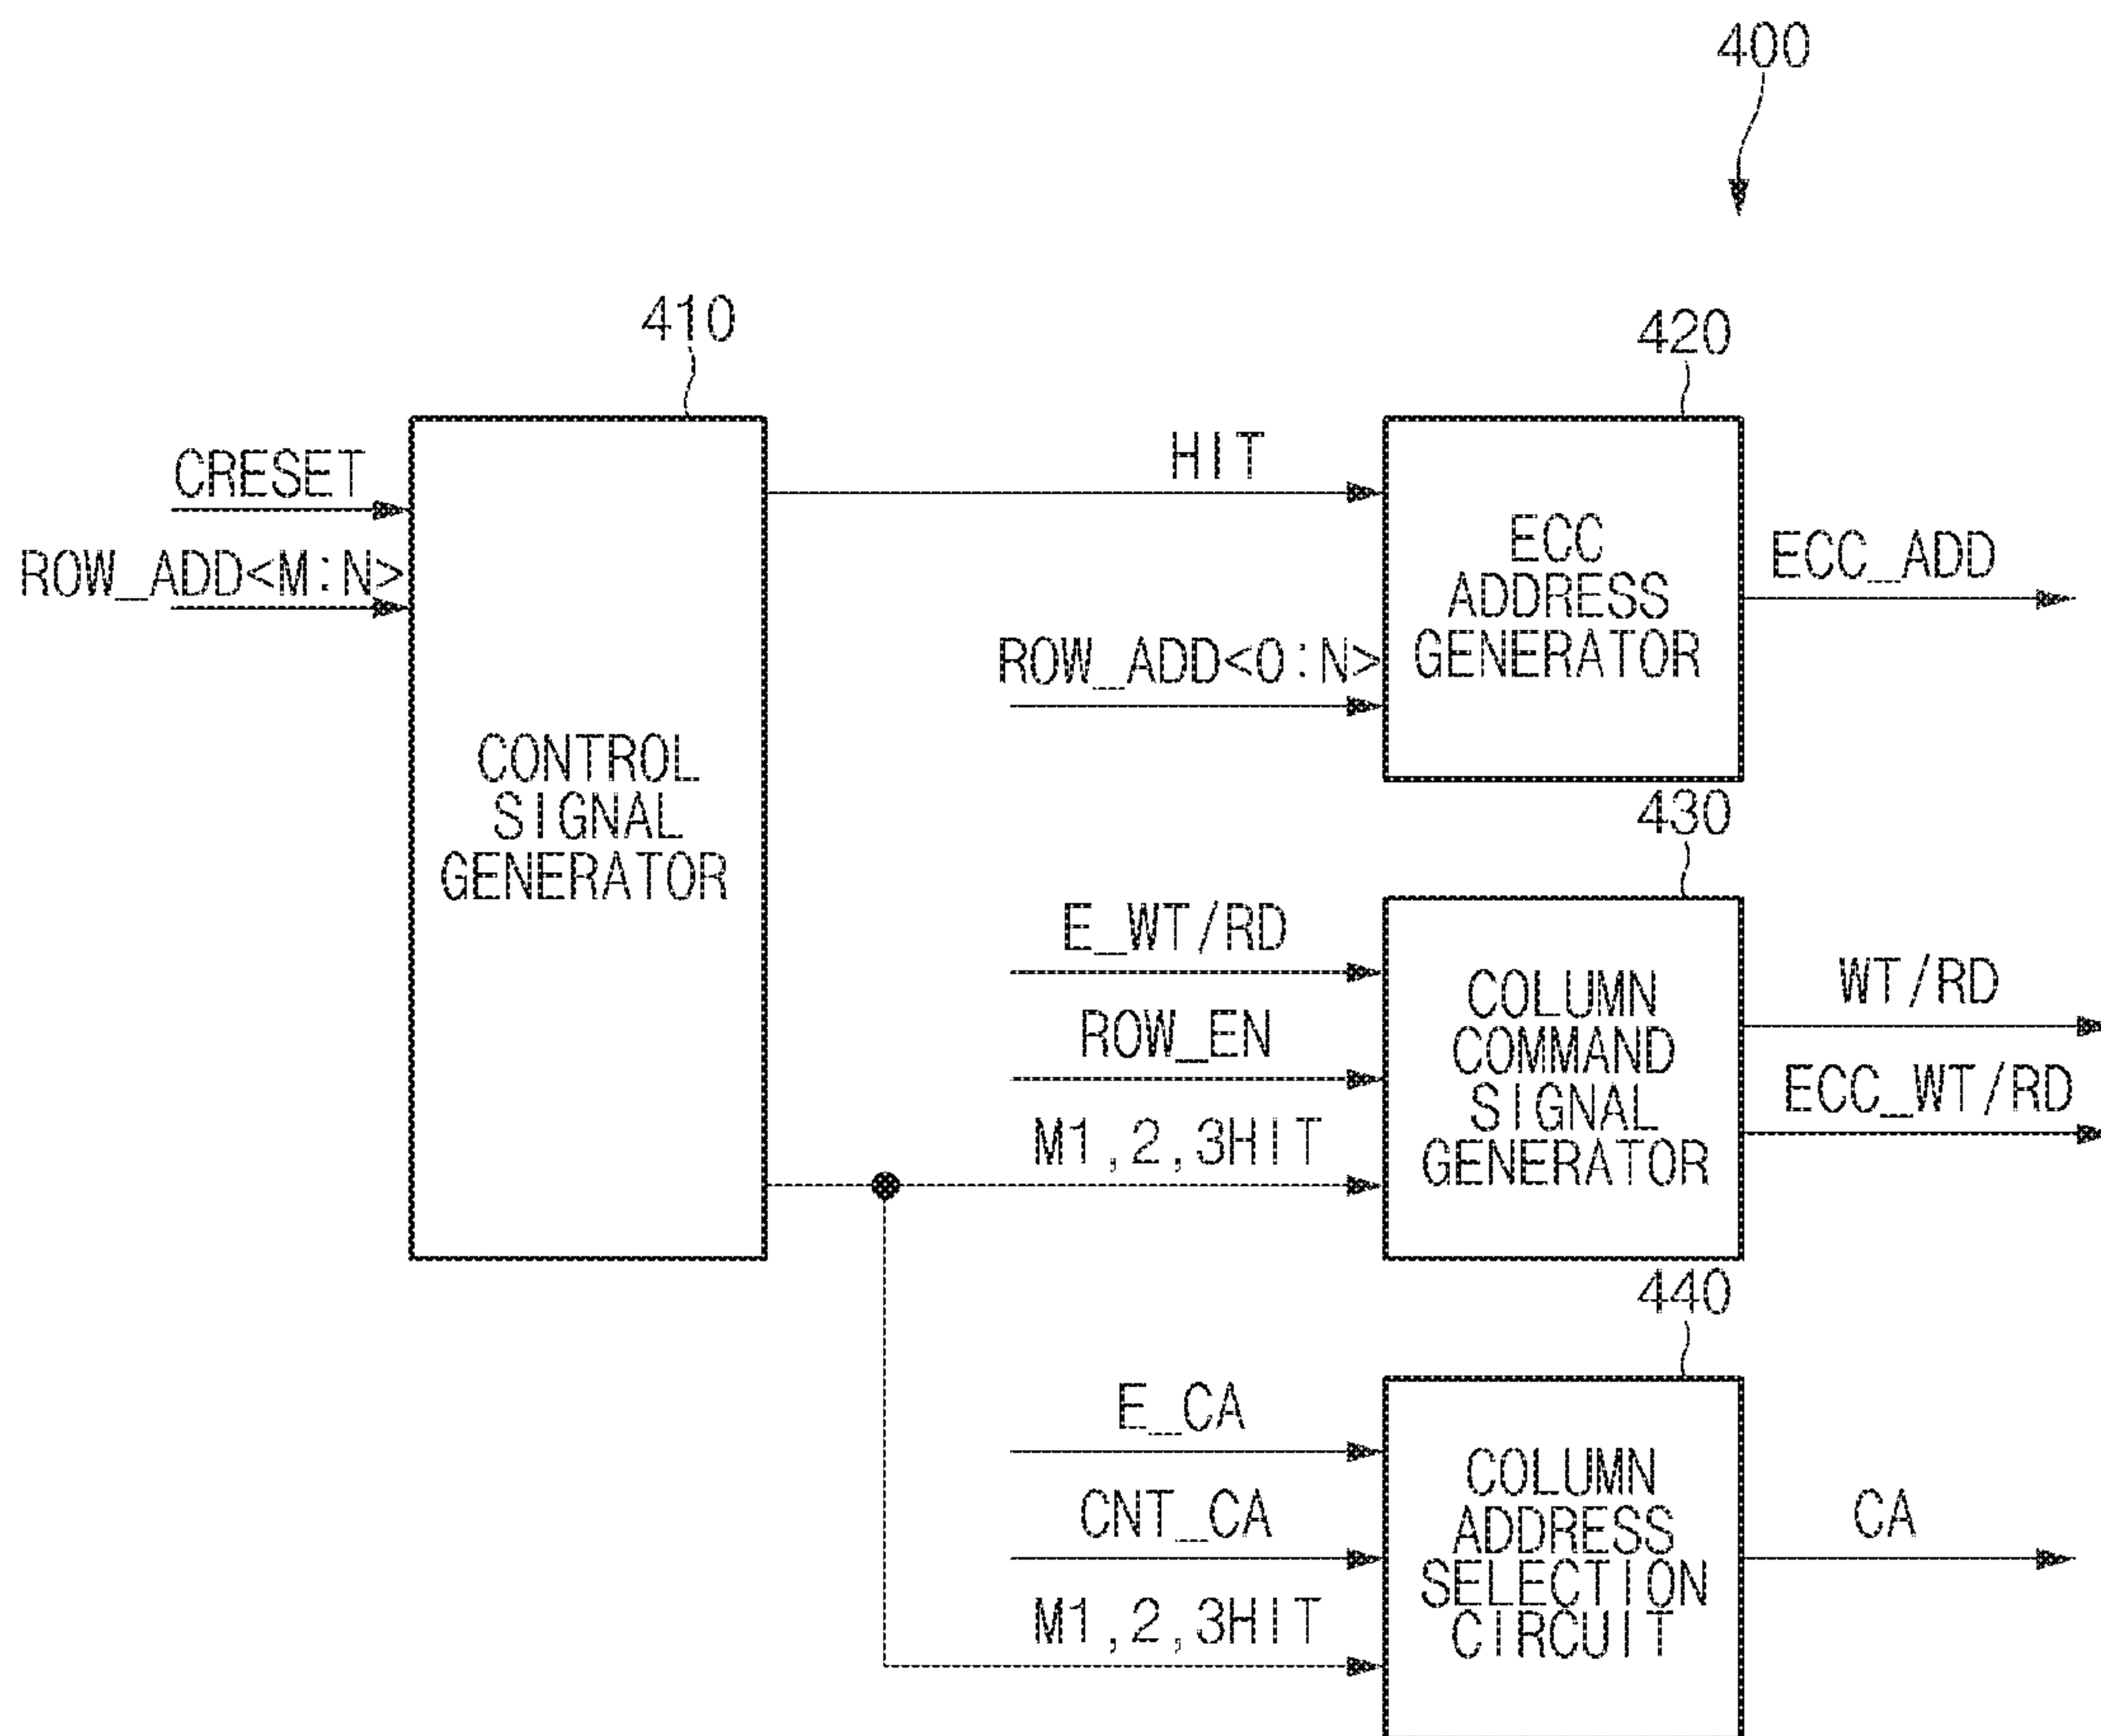 400
410
420
CRESET
HIT
ROW_ADD<M:N>
ECC
ADDRESS
GENERATOR
ECC_ADD
ROW_ADD<0:N>
CONTROL
SIGNAL
GENERATOR
430
E_WT/RD
ROW_EN
M1,2,3HIT
COLUMN
COMMAND
SIGNAL
GENERATOR
WT/RD
ECC_WT/RD
440
E_CA
CNT_CA
M1,2,3HIT
COLUMN
ADDRESS
SELECTION
CIRCUIT
CA